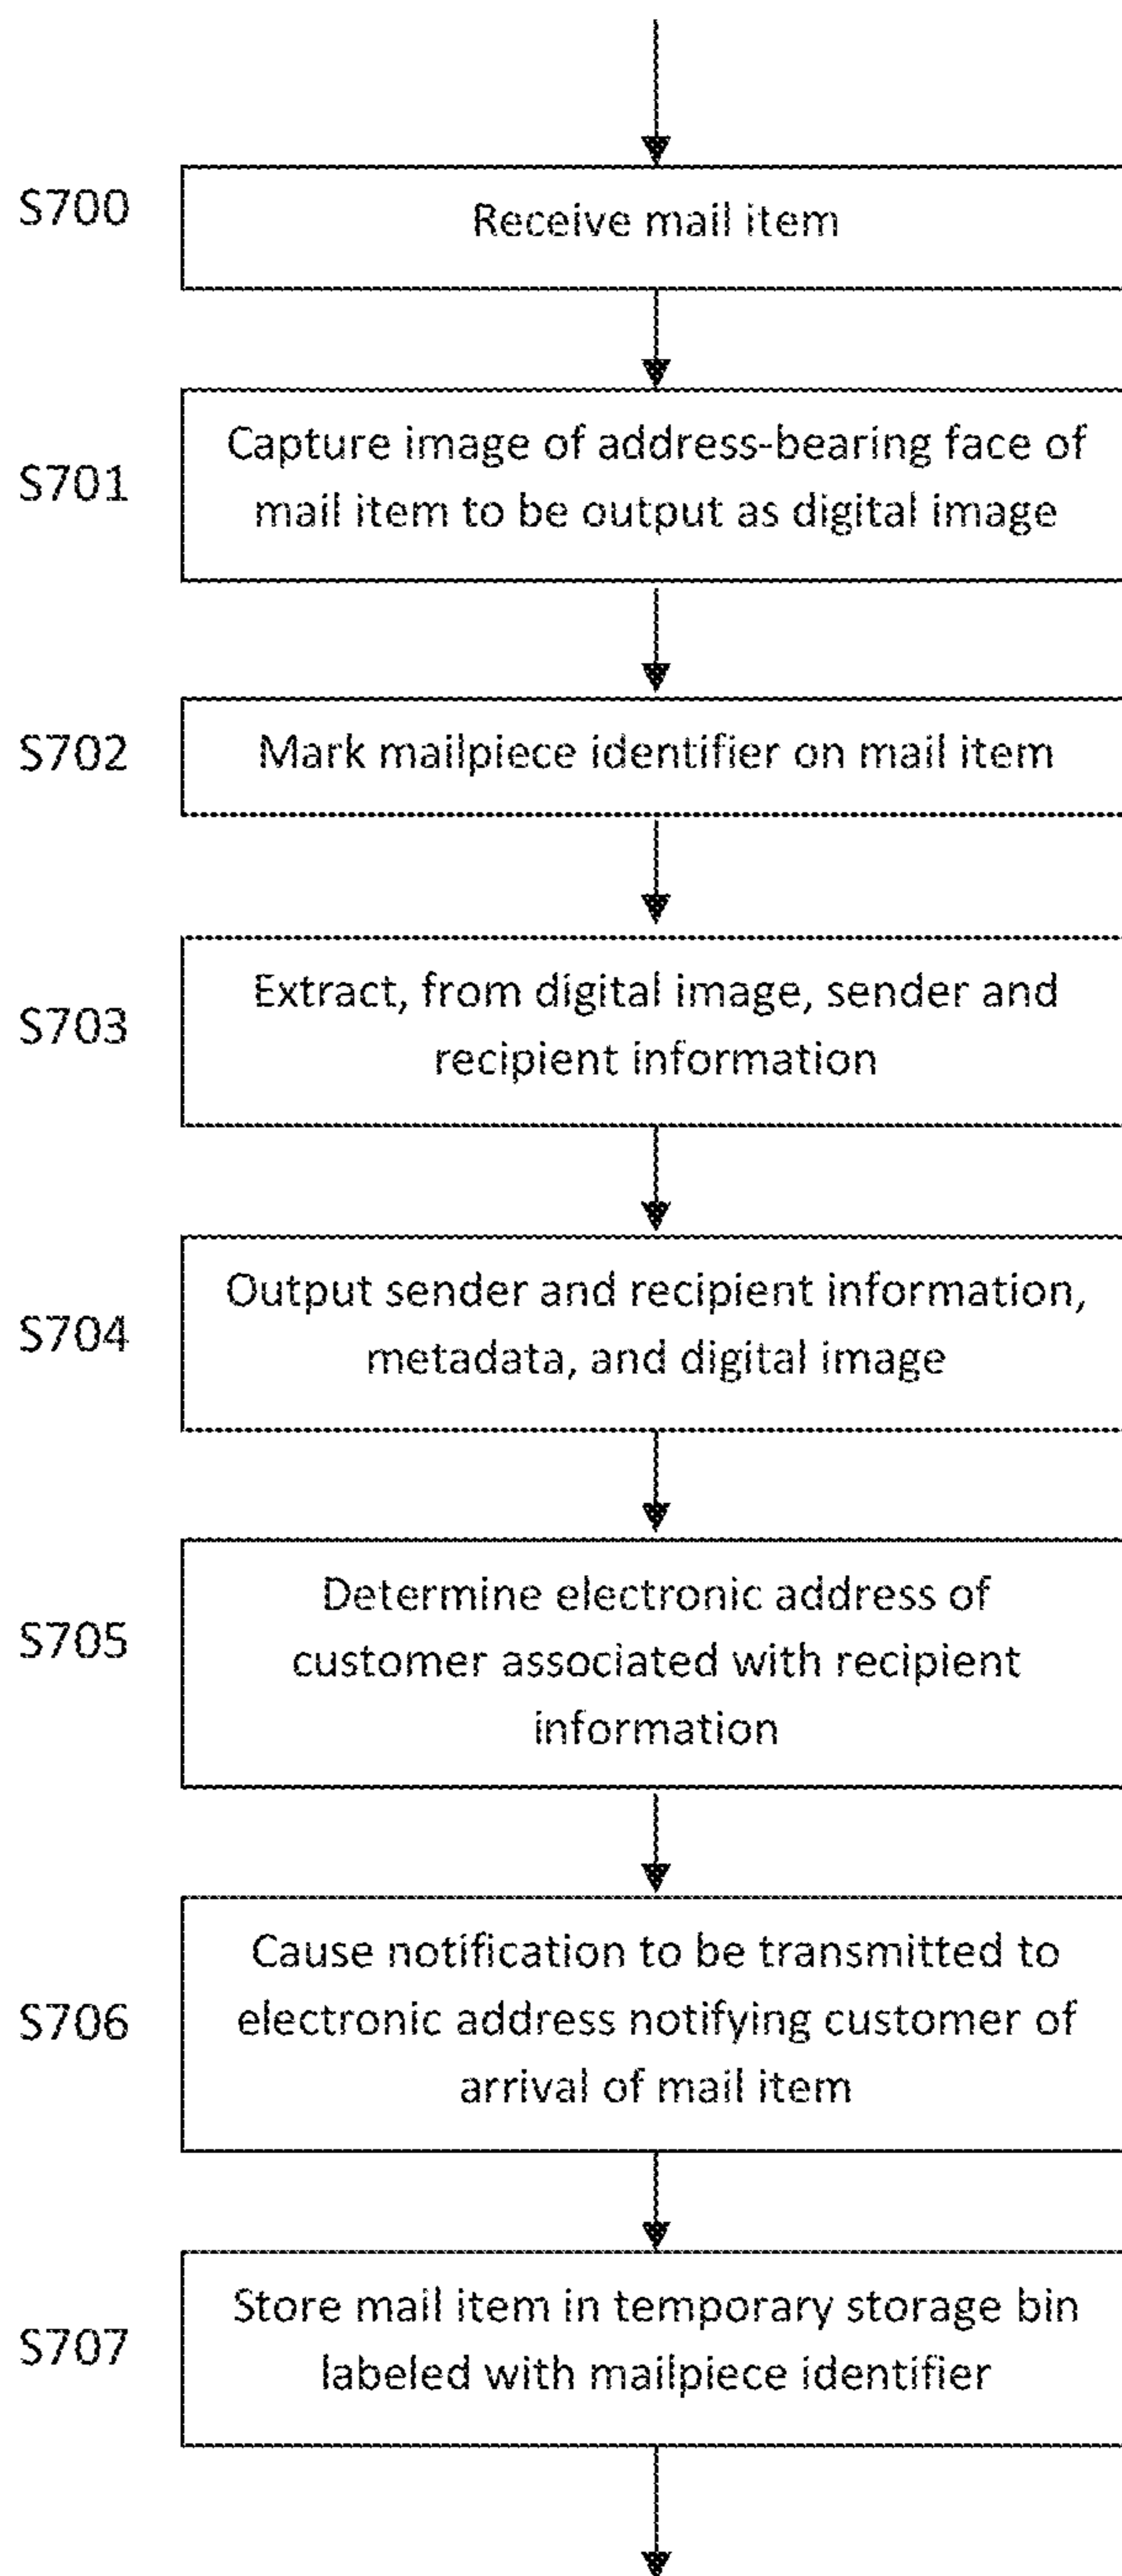 S700
Receive mail item
S701
Capture image of address-bearing face of
mail item to be output as digital image
S702
Mark mailpiece identifier on mail item
S703
Extract, from digital image, sender and
recipient information
S704
Output sender and recipient information,
metadata, and digital image
S705
Determine electronic address of
customer associated with recipient
information
S706
Cause notification to be transmitted to
electronic address notifying customer of
arrival of mail item
S707
Store mail item in temporary storage bin
labeled with mailpiece identifier